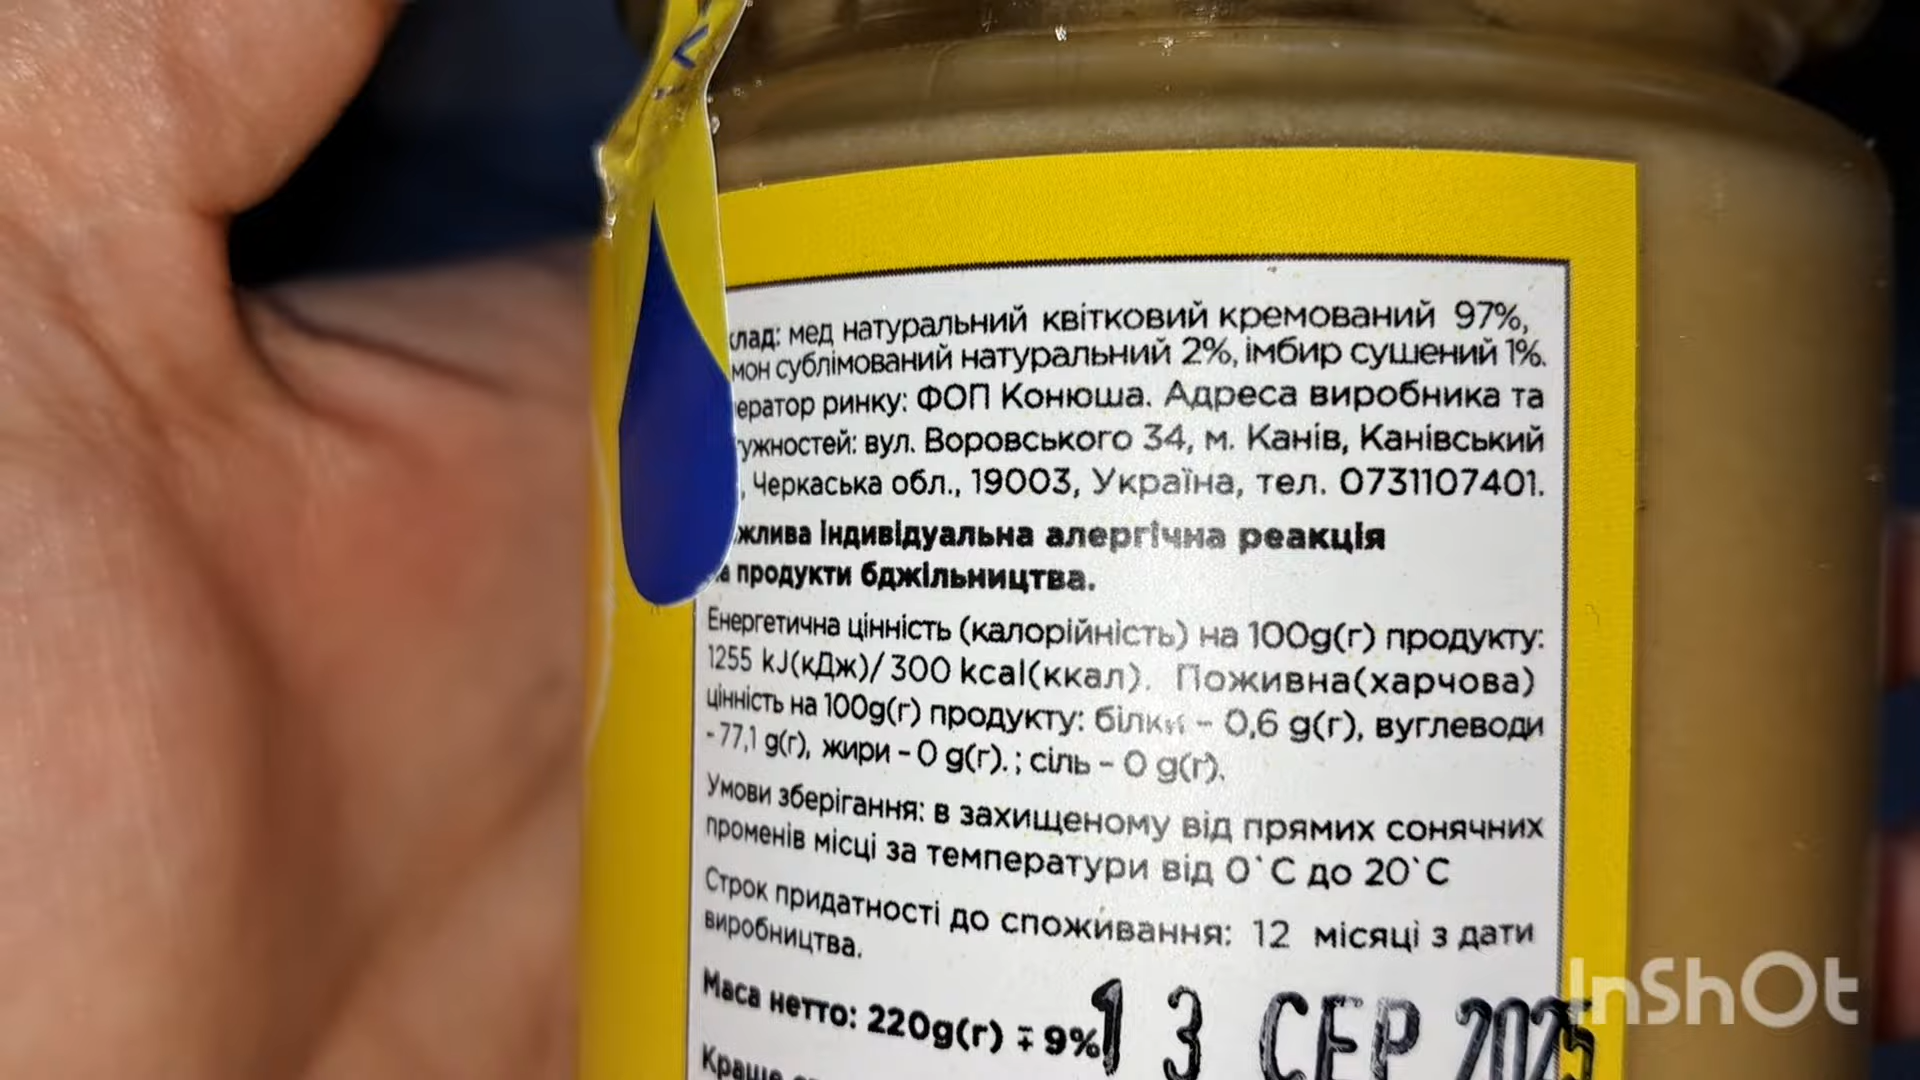 клад: мед натуральний квітковий кремований 97%,
мон сублімований натуральний 2%, імбир сушений 1%.
ератор ринку: ФОП Конюша. Адреса виробника та
ужностей: вул. Воровського 34, м. Канів, Канівський
, Черкаська обл., 19003, Україна, тел. 0731107401.
жлива індивідуальна алергічна реакція
а продукти бджільництва.
Енергетична цінність (калорійність) на 100g(г) продукту:
1255 kJ(кДж)/ 300 kcal(ккал). Поживна(харчова)
цінність на 100g(г) продукту: білки - 0,6 g(г), вуглеводи
- 77,1 g(г), жири - 0 g(г). ; сіль - 0 g(г).
Умови зберігання: в захищеному від прямих сонячних
променів місці за температури від 0`С до 20`С
Строк придатності до споживання: 12 місяці з дати
виробництва.
Маса нетто: 220g(г) ∓ 9%
13 СЕР 2025
Краще
InShOt